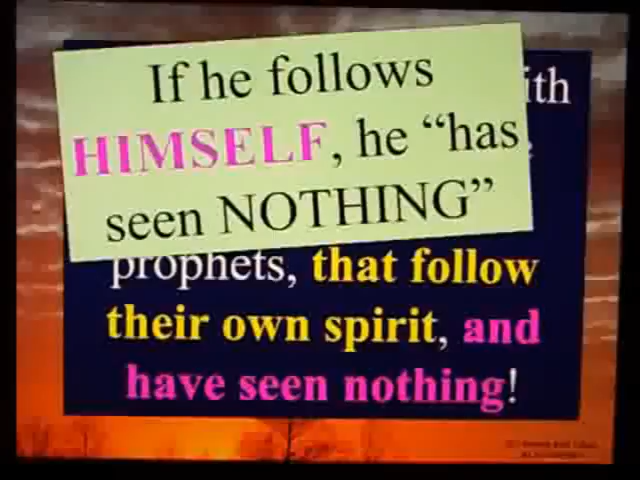 If he follows
HIMSELF, he “has
seen NOTHING”
ith
prophets, that follow
their own spirit, and
have seen nothing!